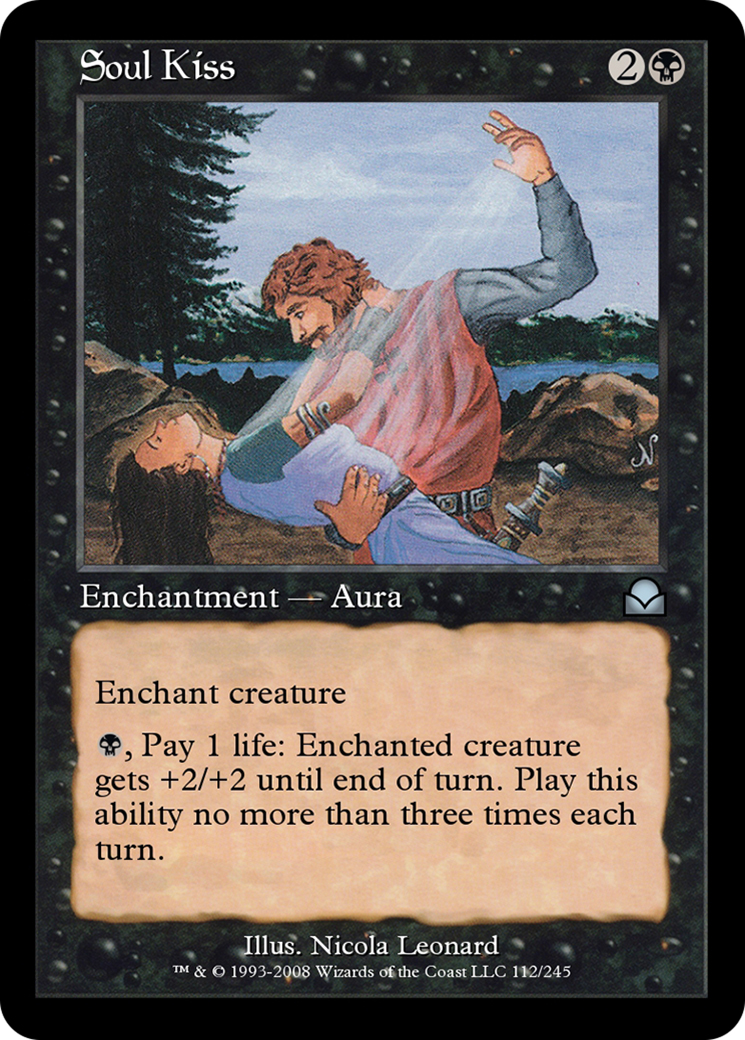 Soul Kiss 2
N
Enchantment — Aura
Enchant creature
, Pay 1 life: Enchanted creature
gets +2/+2 until end of turn. Play this
ability no more than three times each
turn.
Illus. Nicola Leonard
™ & © 1993-2008 Wizards of the Coast LLC 112/245